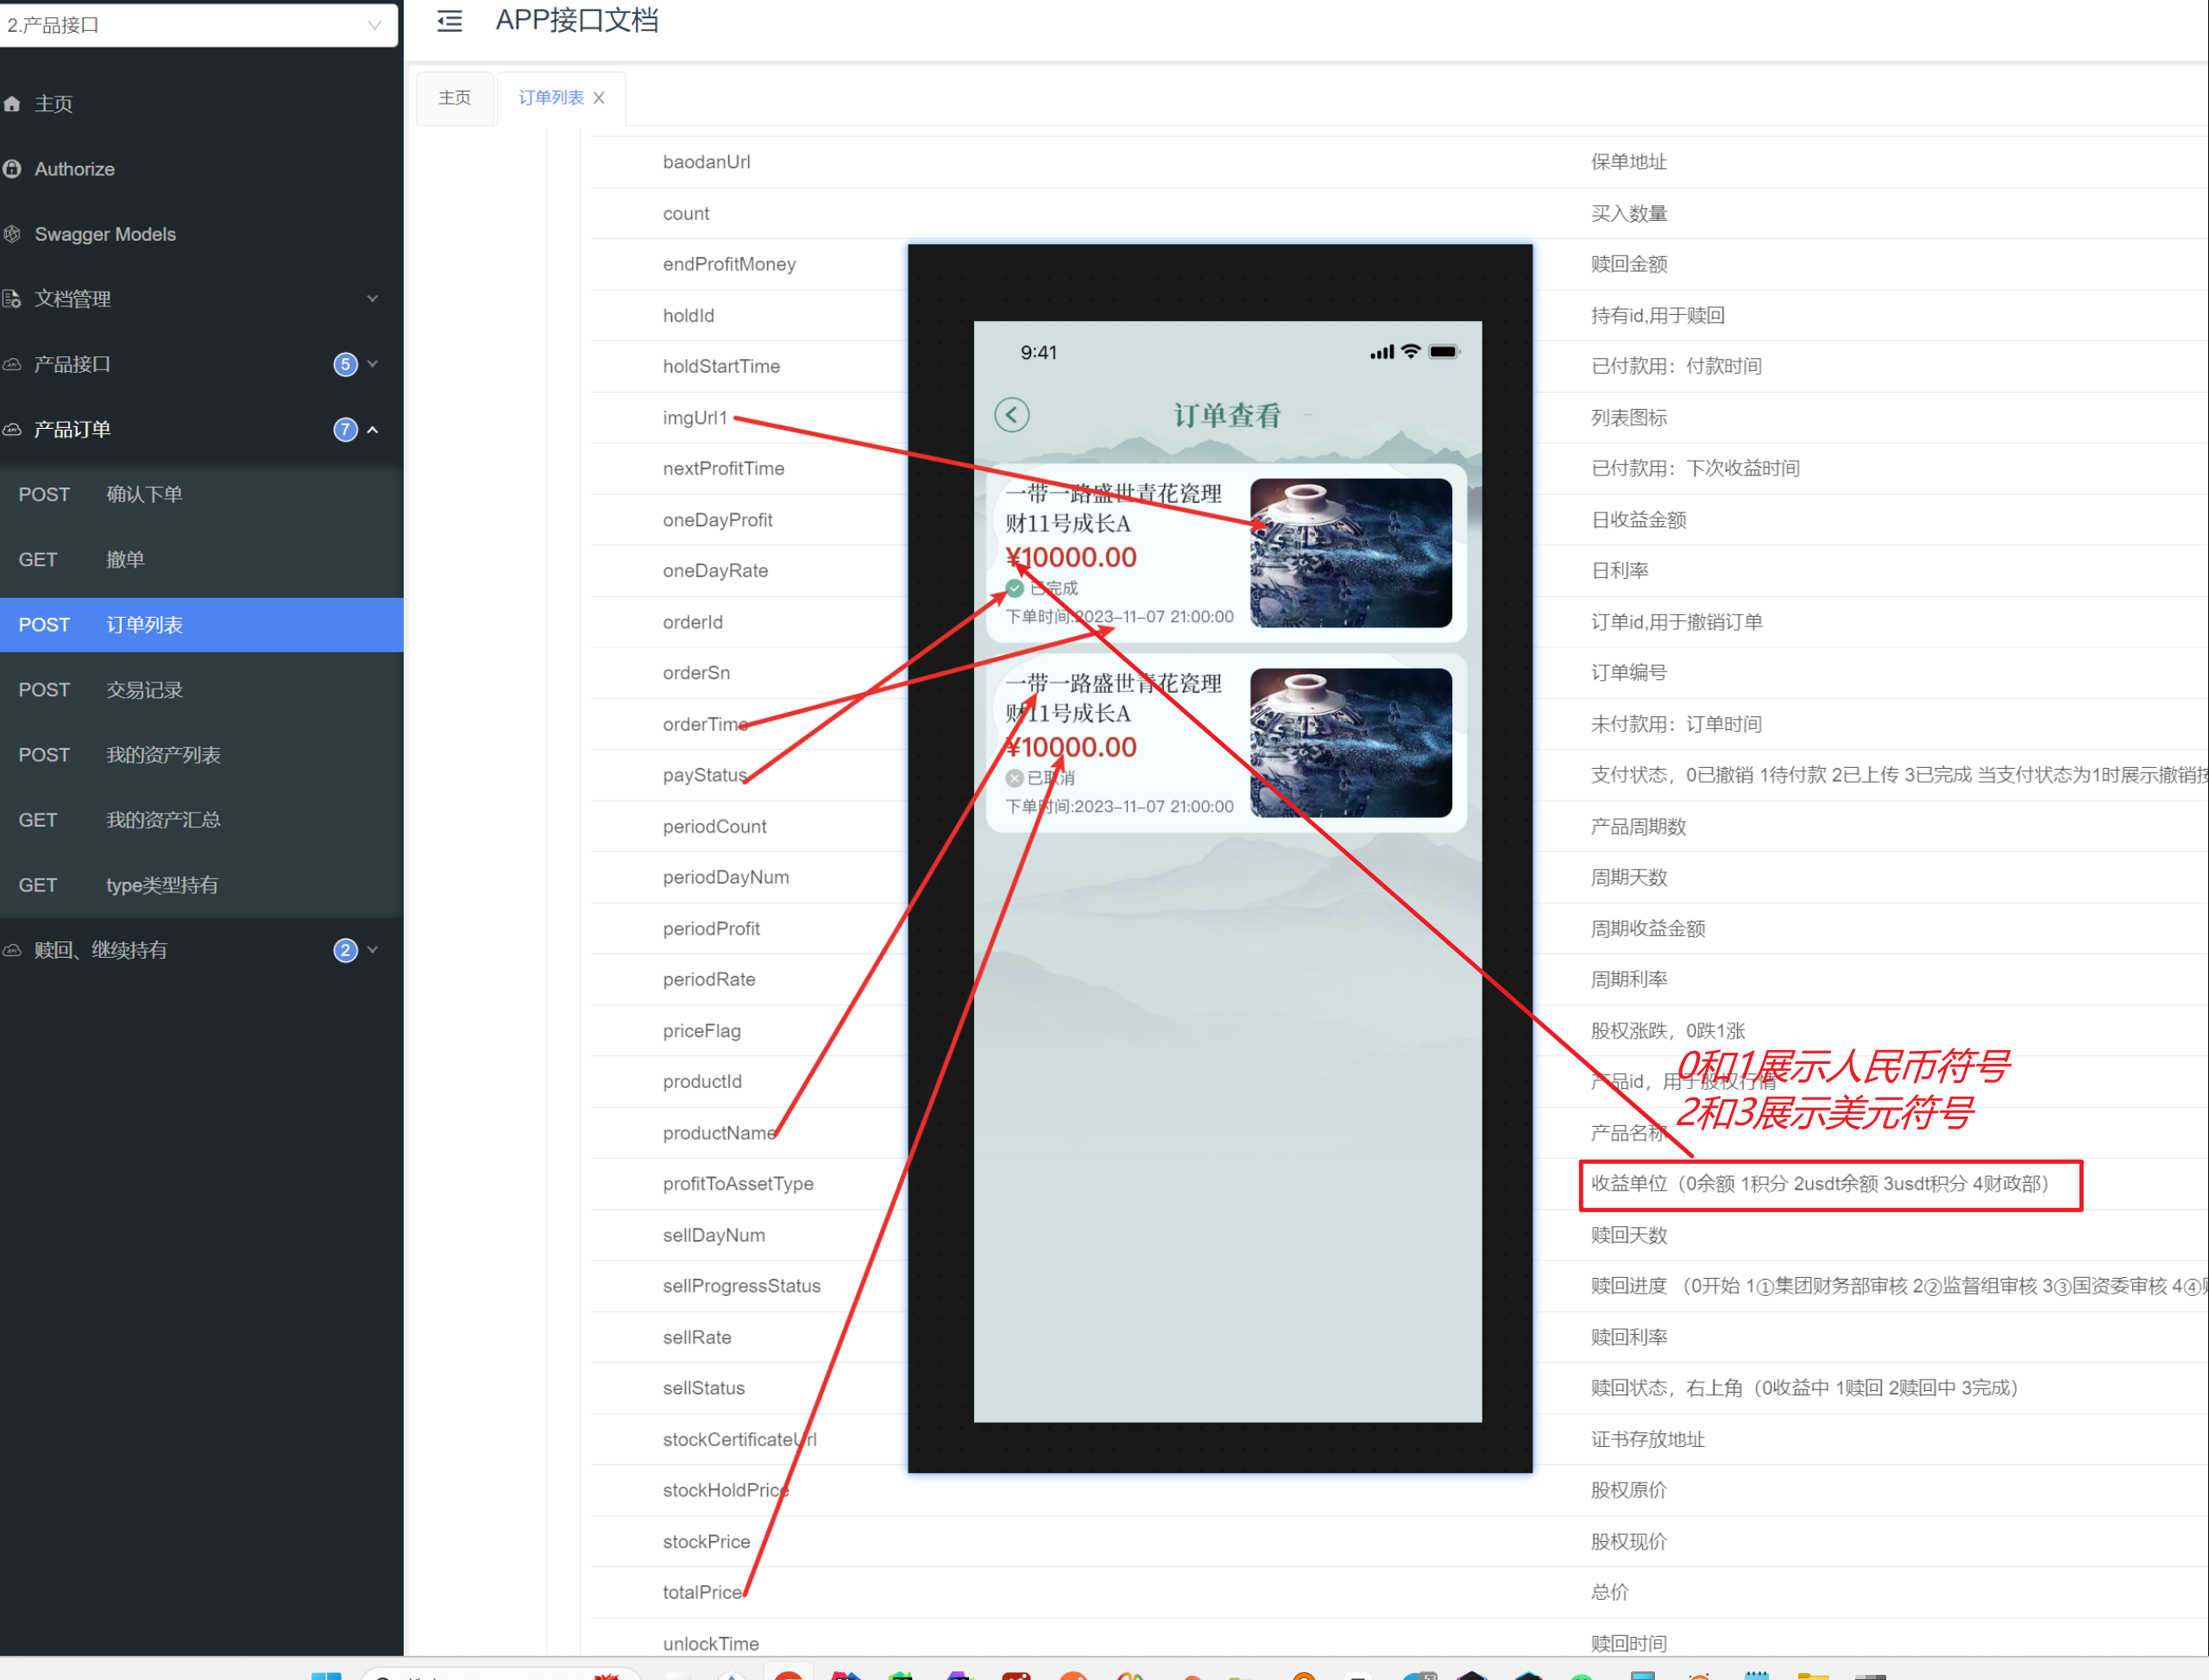 2.产品接口
APP接口文档
主页
Authorize
Swagger Models
文档管理
产品接口 5
产品订单 7
POST 确认下单
GET 撤单
POST 订单列表
POST 交易记录
POST 我的资产列表
GET 我的资产汇总
GET type类型持有
赎回、继续持有 2
主页 订单列表
baodanUrl 保单地址
count 买入数量
endProfitMoney 赎回金额
holdId 持有id,用于赎回
holdStartTime 已付款用：付款时间
imgUrl1 列表图标
nextProfitTime 已付款用：下次收益时间
oneDayProfit 日收益金额
oneDayRate 日利率
orderId 订单id,用于撤销订单
orderSn 订单编号
orderTime 未付款用：订单时间
payStatus 支付状态，0已撤销 1待付款 2已上传 3已完成 当支付状态为1时展示撤销
periodCount 产品周期数
periodDayNum 周期天数
periodProfit 周期收益金额
periodRate 周期利率
priceFlag 股权涨跌，0跌1涨
productId 产品id，用于股权行情
productName 产品名称
profitToAssetType 收益单位（0余额 1积分 2usdt余额 3usdt积分 4财政部）
sellDayNum 赎回天数
sellProgressStatus 赎回进度 （0开始 1①集团财务部审核 2②监督组审核 3③国资委审核 4④
sellRate 赎回利率
sellStatus 赎回状态，右上角（0收益中 1赎回 2赎回中 3完成）
stockCertificateUrl 证书存放地址
stockHoldPrice 股权原价
stockPrice 股权现价
totalPrice 总价
unlockTime 赎回时间
9:41
订单查看
一带一路盛世青花瓷理
财11号成长A
¥10000.00
已完成
下单时间:2023-11-07 21:00:00
一带一路盛世青花瓷理
财11号成长A
¥10000.00
已取消
下单时间:2023-11-07 21:00:00
0和1展示人民币符号
2和3展示美元符号